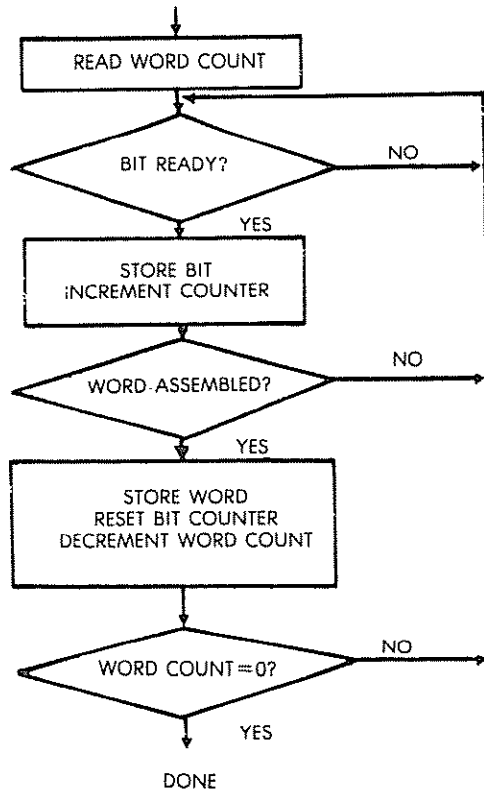 READ WORD COUNT
BIT READY?
NO
YES
STORE BIT
INCREMENT COUNTER
WORD-ASSEMBLED?
NO
YES
STORE WORD
RESET BIT COUNTER
DECREMENT WORD COUNT
WORD COUNT=0?
NO
YES
DONE